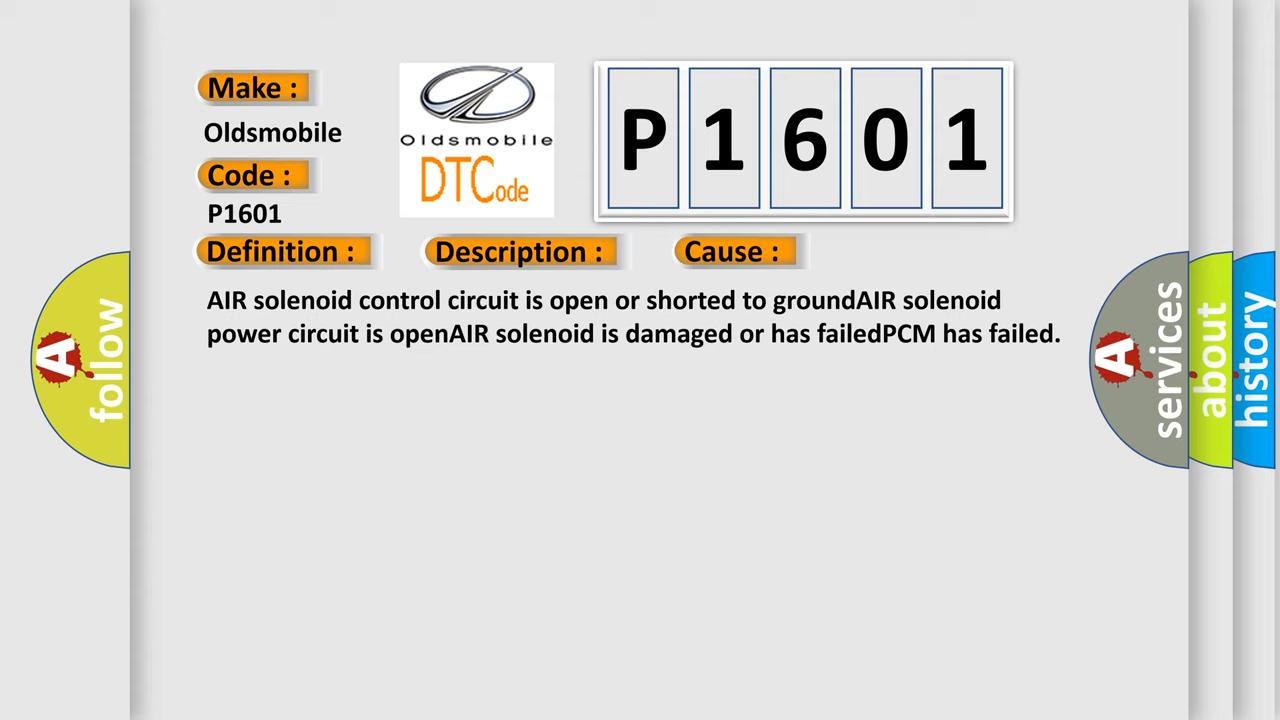 Make :
Oldsmobile
Code :
P1601
Oldsmobile
DTCode
P 1 6 0 1
Definition :
Description :
Cause :
AIR solenoid control circuit is open or shorted to groundAIR solenoid
power circuit is openAIR solenoid is damaged or has failedPCM has failed.
A follow
A services
about
history